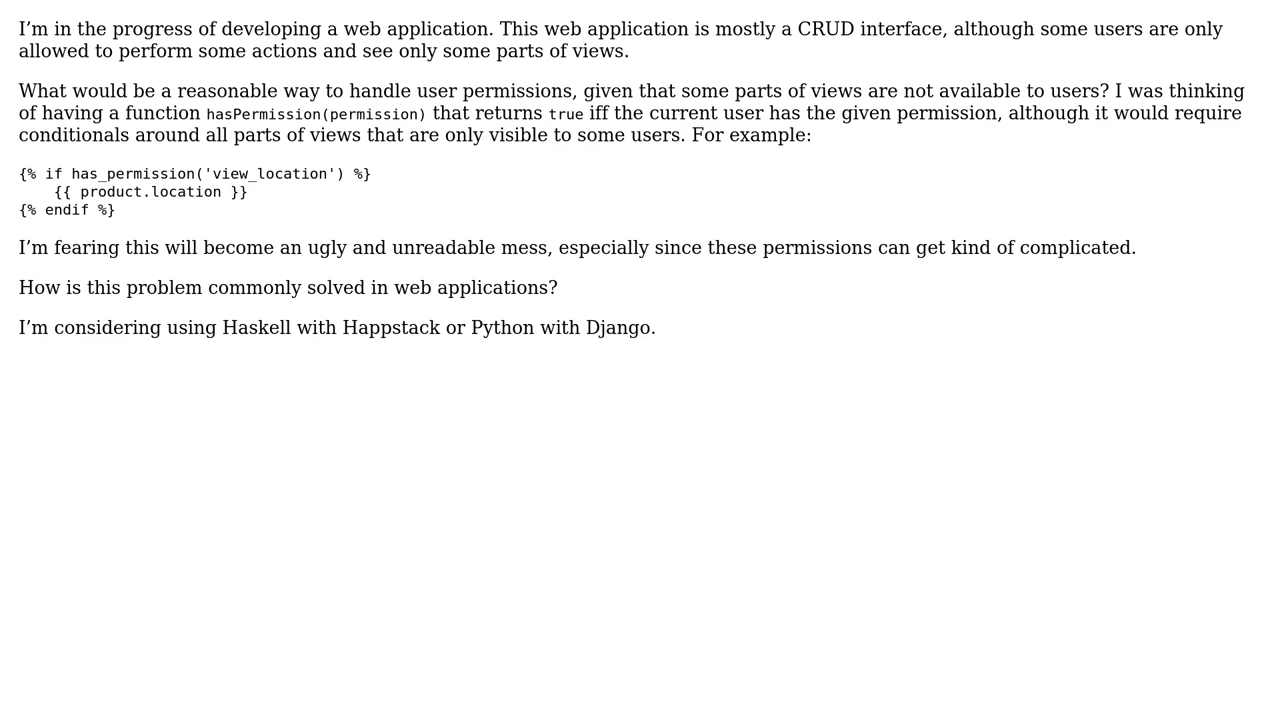 I’m in the progress of developing a web application. This web application is mostly a CRUD interface, although some users are only
allowed to perform some actions and see only some parts of views.
What would be a reasonable way to handle user permissions, given that some parts of views are not available to users? I was thinking
of having a function hasPermission(permission) that returns true iff the current user has the given permission, although it would require
conditionals around all parts of views that are only visible to some users. For example:
{% if has_permission('view_location') %}
    {{ product.location }}
{% endif %}
I’m fearing this will become an ugly and unreadable mess, especially since these permissions can get kind of complicated.
How is this problem commonly solved in web applications?
I’m considering using Haskell with Happstack or Python with Django.